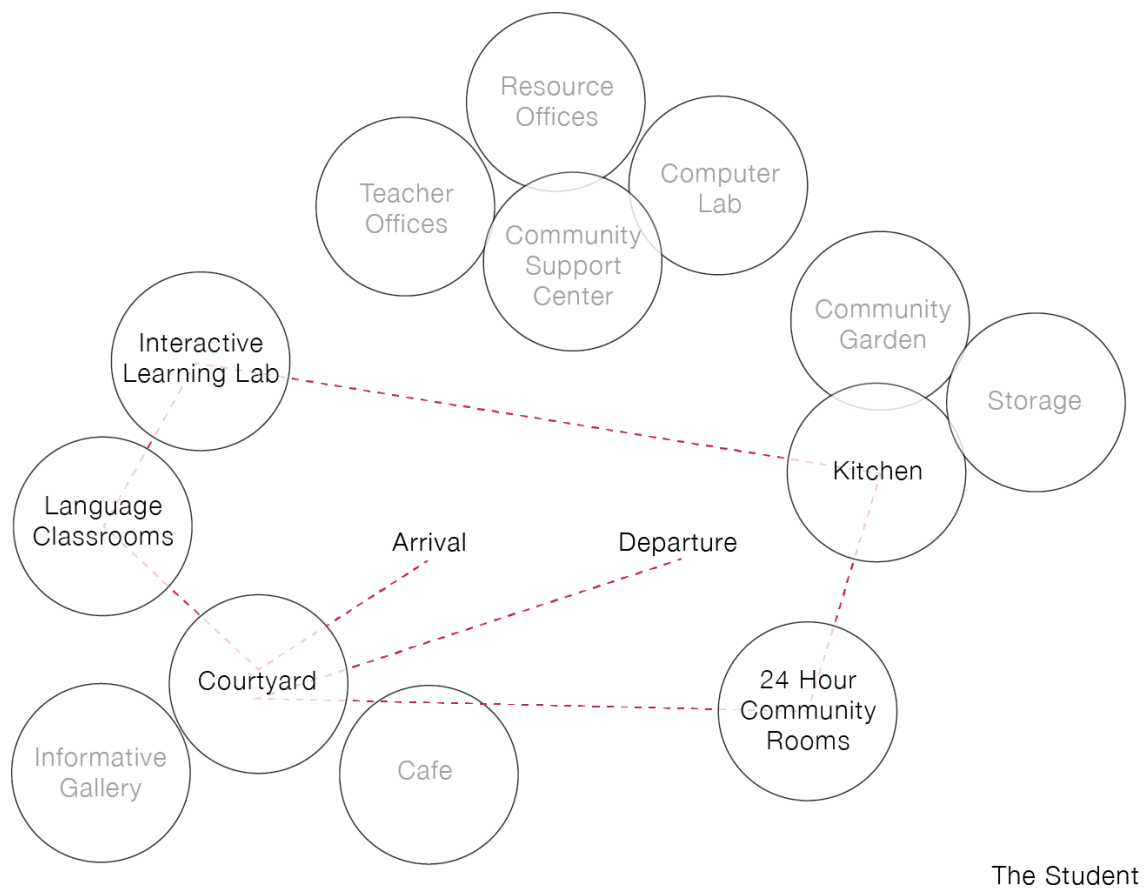 Resource
Offices
Teacher
Offices
Computer
Lab
Community
Support
Center
Community
Garden
Storage
Interactive
Learning Lab
Kitchen
Language
Classrooms
Arrival
Departure
Courtyard
24 Hour
Community
Rooms
Informative
Gallery
Cafe
The Student